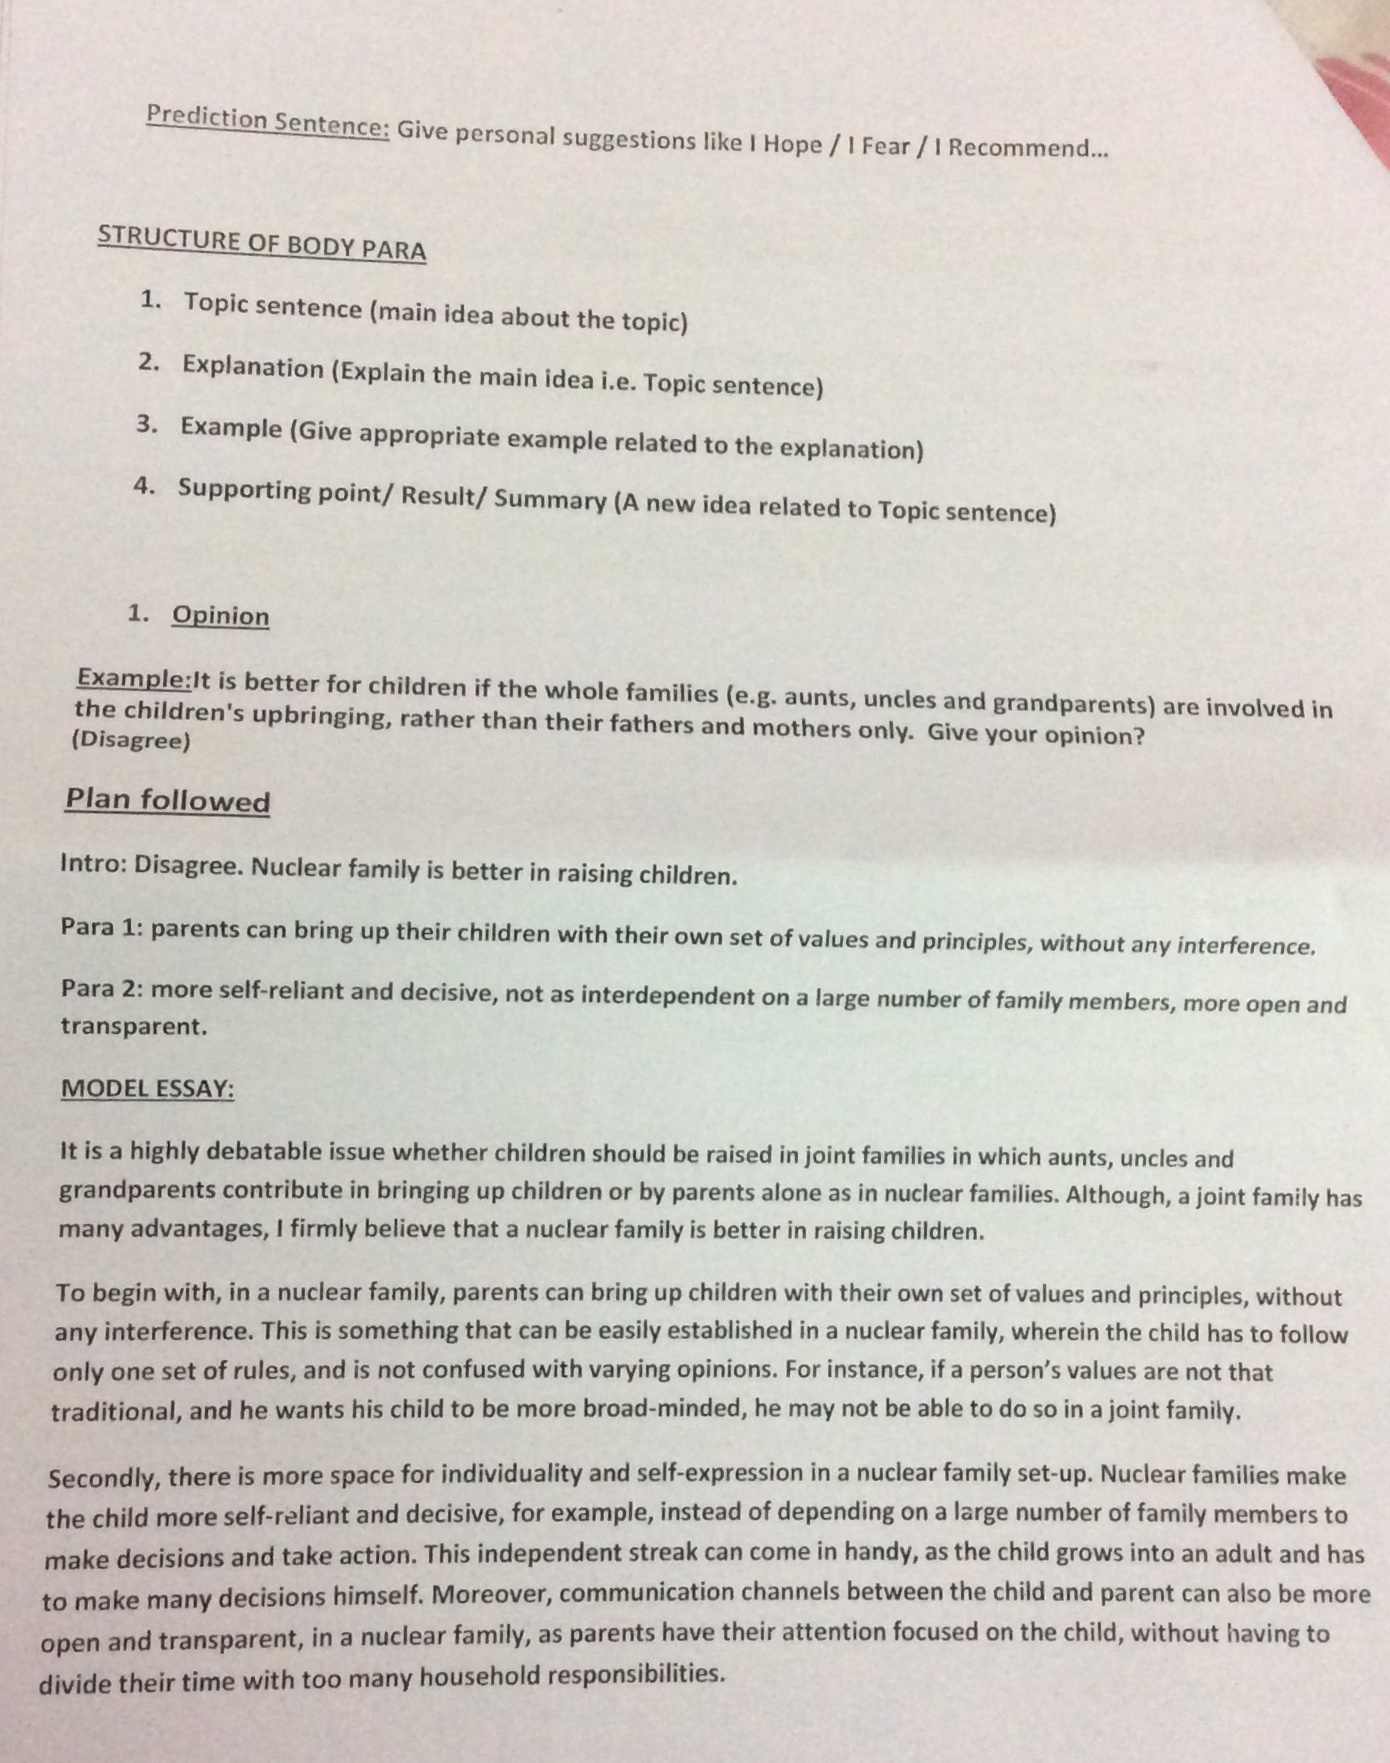 Prediction Sentence: Give personal suggestions like I Hope / I Fear / I Recommend...
STRUCTURE OF BODY PARA
1. Topic sentence (main idea about the topic)
2. Explanation (Explain the main idea i.e. Topic sentence)
3. Example (Give appropriate example related to the explanation)
4. Supporting point/ Result/ Summary (A new idea related to Topic sentence)
1. Opinion
Example:It is better for children if the whole families (e.g. aunts, uncles and grandparents) are involved in
the children's upbringing, rather than their fathers and mothers only. Give your opinion?
(Disagree)
Plan followed
Intro: Disagree. Nuclear family is better in raising children.
Para 1: parents can bring up their children with their own set of values and principles, without any interference.
Para 2: more self-reliant and decisive, not as interdependent on a large number of family members, more open and
transparent.
MODEL ESSAY:
It is a highly debatable issue whether children should be raised in joint families in which aunts, uncles and
grandparents contribute in bringing up children or by parents alone as in nuclear families. Although, a joint family has
many advantages, I firmly believe that a nuclear family is better in raising children.
To begin with, in a nuclear family, parents can bring up children with their own set of values and principles, without
any interference. This is something that can be easily established in a nuclear family, wherein the child has to follow
only one set of rules, and is not confused with varying opinions. For instance, if a person's values are not that
traditional, and he wants his child to be more broad-minded, he may not be able to do so in a joint family.
Secondly, there is more space for individuality and self-expression in a nuclear family set-up. Nuclear families make
the child more self-reliant and decisive, for example, instead of depending on a large number of family members to
make decisions and take action. This independent streak can come in handy, as the child grows into an adult and has
to make many decisions himself. Moreover, communication channels between the child and parent can also be more
open and transparent, in a nuclear family, as parents have their attention focused on the child, without having to
divide their time with too many household responsibilities.